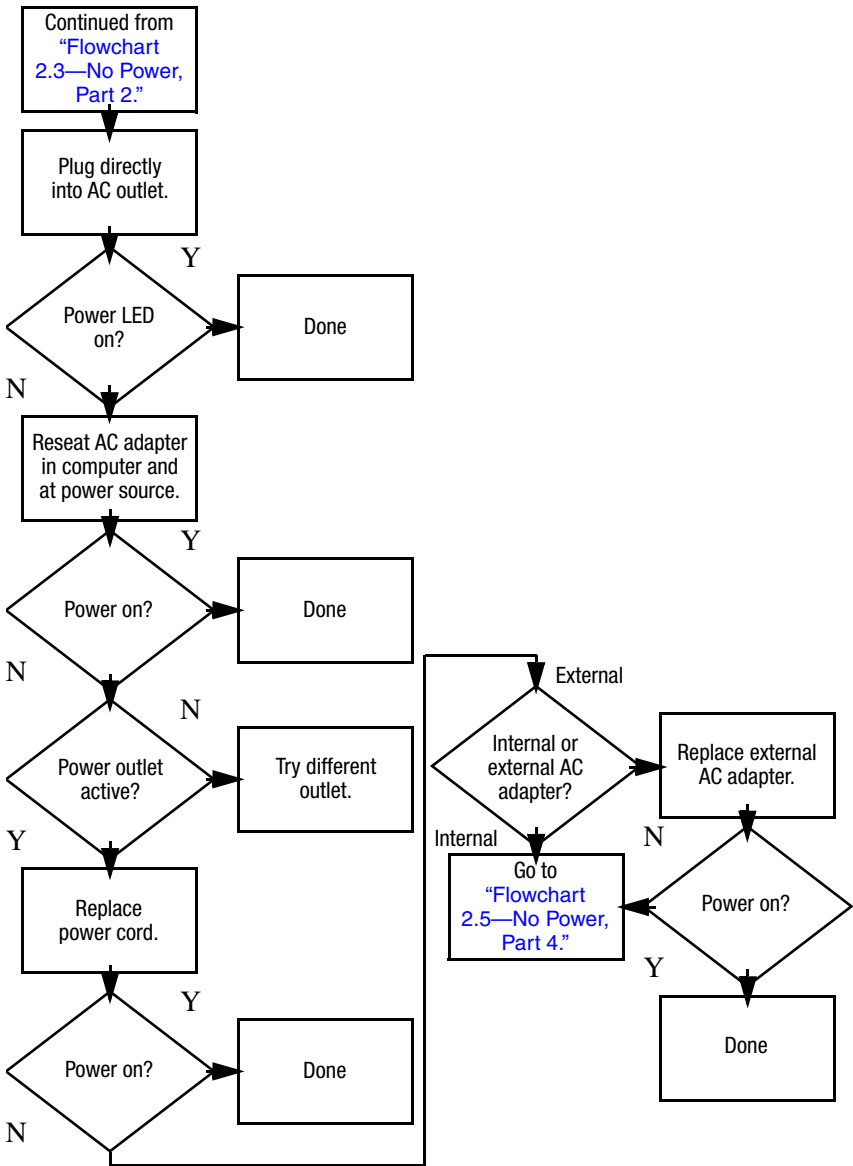 Continued from
“Flowchart
2.3—No Power,
Part 2.”
Plug directly
into AC outlet.
Y
Power LED
on?
Done
N
Reseat AC adapter
in computer and
at power source.
Y
Power on?
Done
N
N
Power outlet
active?
Try different
outlet.
Y
Replace
power cord.
Y
Power on?
Done
N
External
Internal or
external AC
adapter?
Replace external
AC adapter.
Internal
N
Go to
“Flowchart
2.5—No Power,
Part 4.”
Power on?
Y
Done